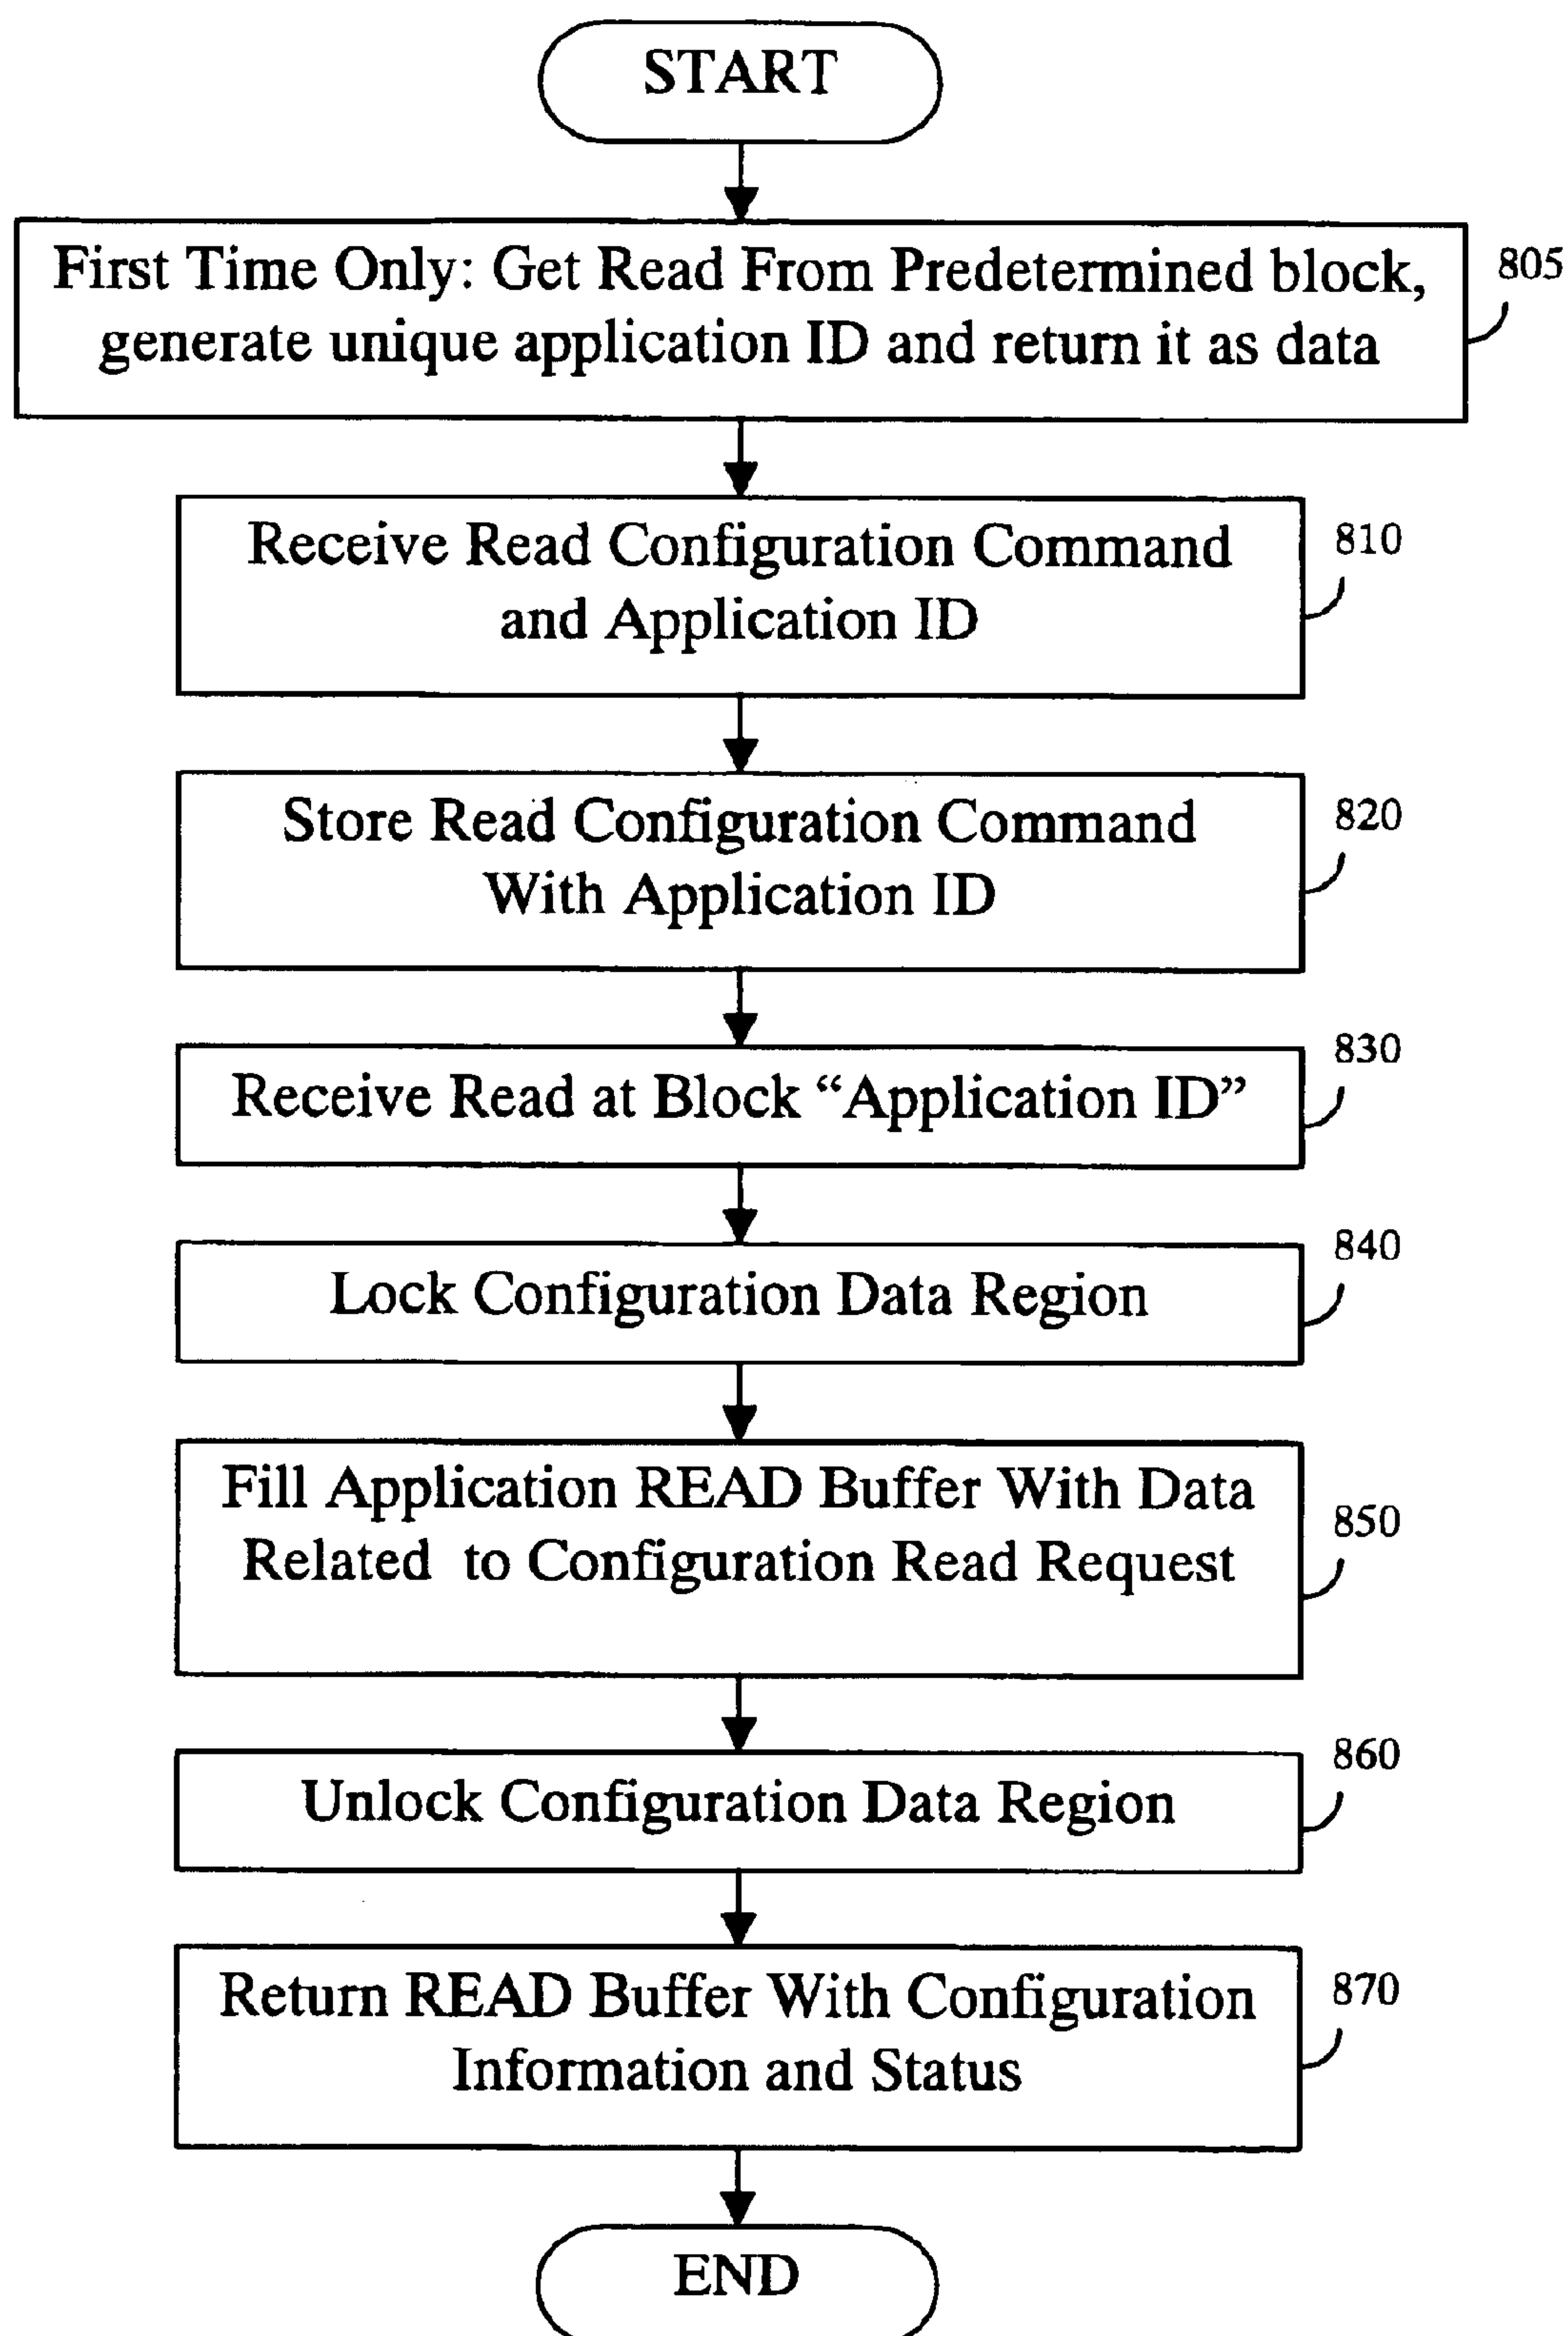 START
First Time Only: Get Read From Predetermined block,
generate unique application ID and return it as data
805
Receive Read Configuration Command
and Application ID
810
Store Read Configuration Command
With Application ID
820
Receive Read at Block “Application ID”
830
Lock Configuration Data Region
840
Fill Application READ Buffer With Data
Related to Configuration Read Request
850
Unlock Configuration Data Region
860
Return READ Buffer With Configuration
Information and Status
870
END